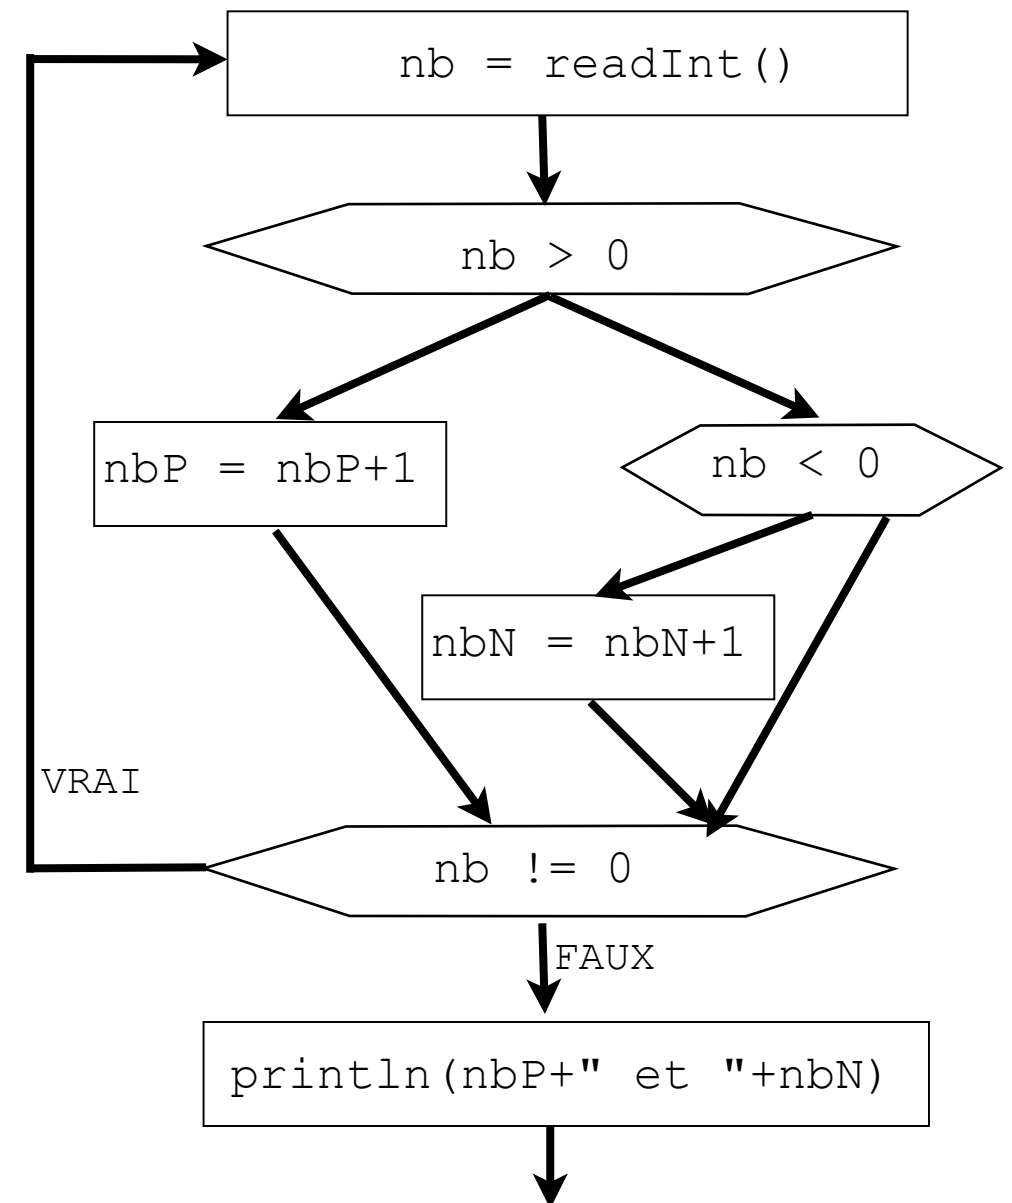 nb = readInt()
nb > 0
nbP = nbP+1
nb < 0
nbN = nbN+1
VRAI
nb != 0
FAUX
println(nbP+" et "+nbN)